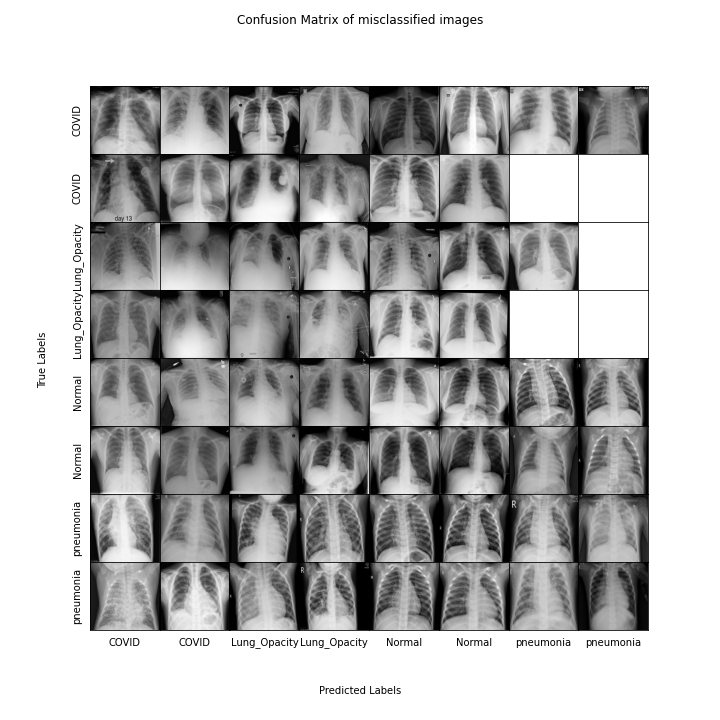 Confusion Matrix of misclassified images
COVID
COVID
day 13
Lung_Opacity
Lung_Opacity
True Labels
Normal
Normal
pneumonia
R
pneumonia
R
COVID COVID Lung_Opacity Lung_Opacity Normal Normal pneumonia pneumonia
Predicted Labels